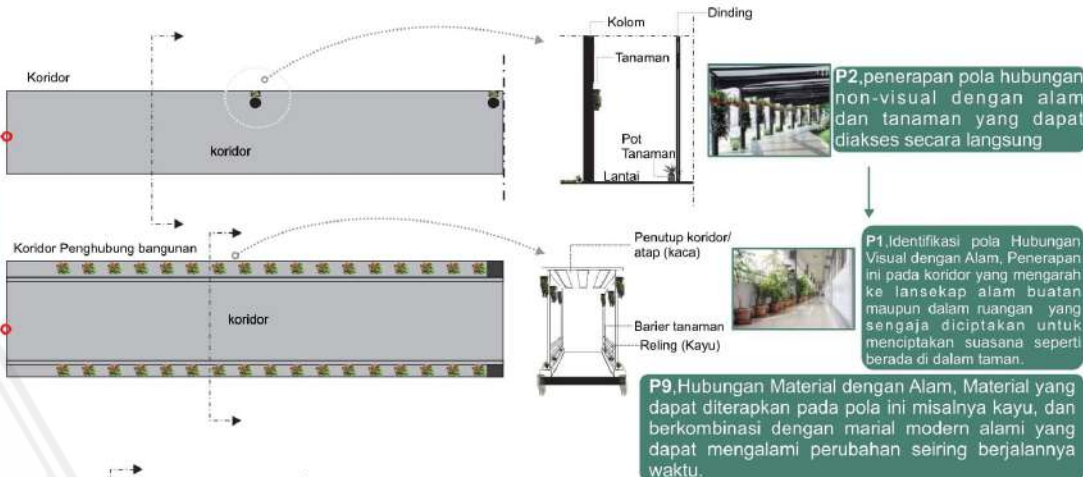 Koridor
koridor
Kolom
Dinding
Tanaman
Pot
Tanaman
Lantai
P2,penerapan pola hubungan
non-visual dengan alam
dan tanaman yang dapat
diakses secara langsung
Koridor Penghubung bangunan
koridor
Penutup koridor/
atap (kaca)
Barier tanaman
Reling (Kayu)
P1,Identifikasi pola Hubungan
Visual dengan Alam, Penerapan
ini pada koridor yang mengarah
ke lansekap alam buatan
maupun dalam ruangan yang
sengaja diciptakan untuk
menciptakan suasana seperti
berada di dalam taman.
P9,Hubungan Material dengan Alam, Material yang
dapat diterapkan pada pola ini misalnya kayu, dan
berkombinasi dengan marial modern alami yang
dapat mengalami perubahan seiring berjalannya
waktu.